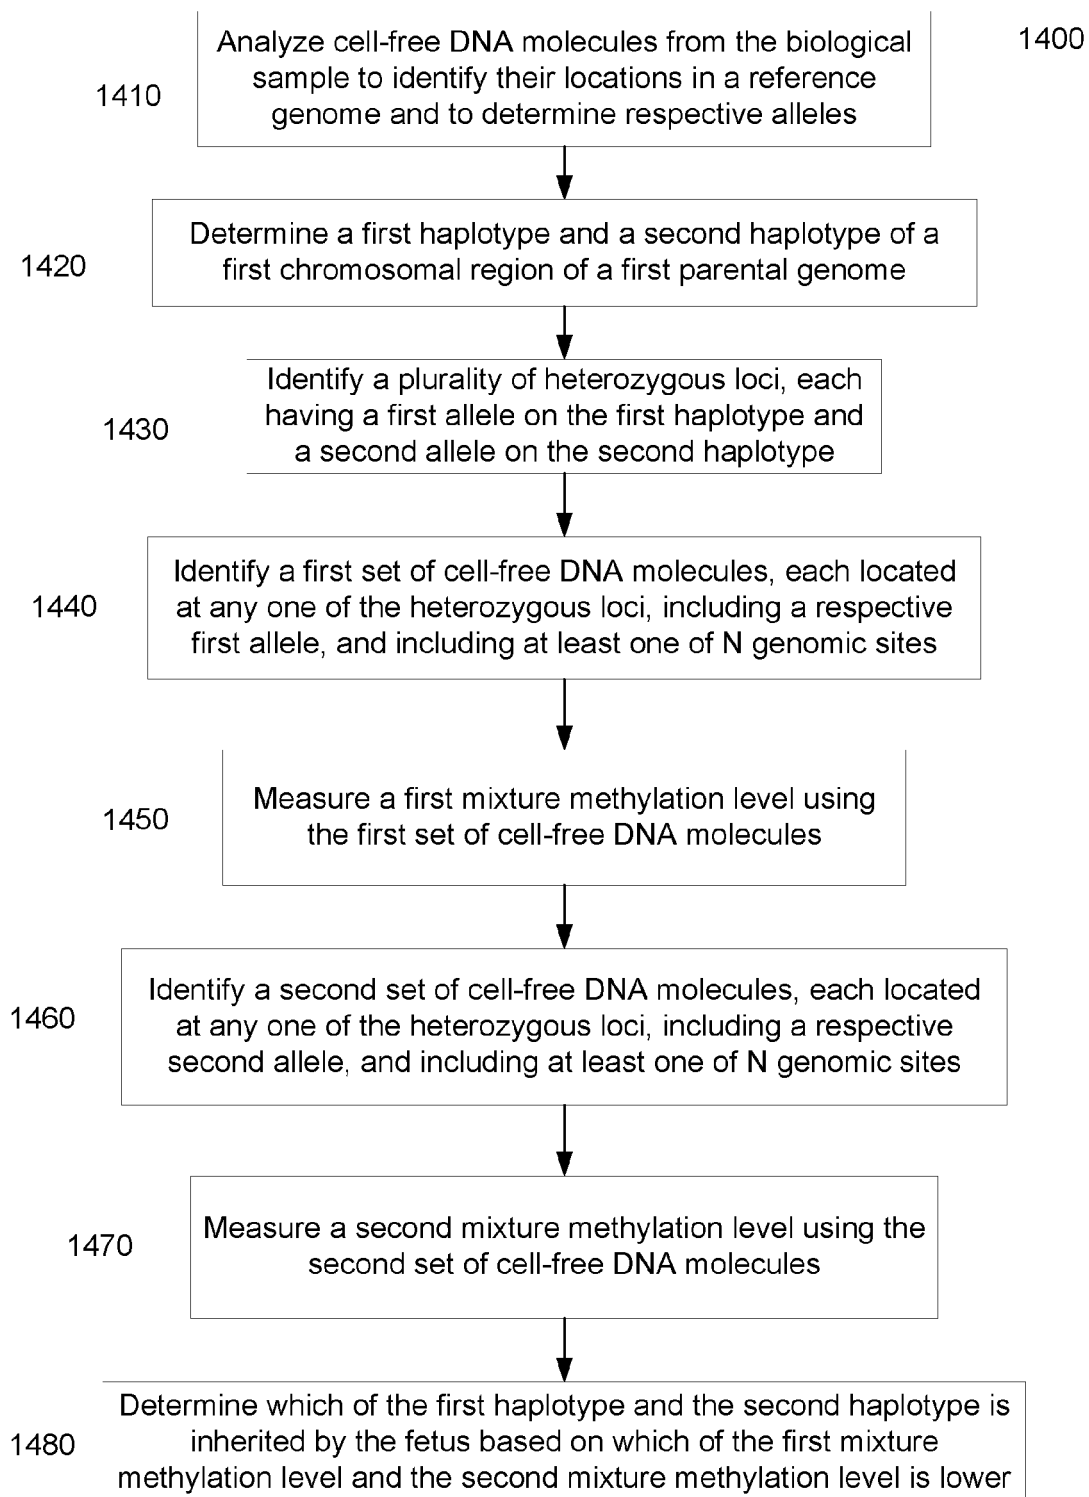 1400
Analyze cell-free DNA molecules from the biological
sample to identify their locations in a reference
genome and to determine respective alleles
1410
Determine a first haplotype and a second haplotype of a
first chromosomal region of a first parental genome
1420
Identify a plurality of heterozygous loci, each
having a first allele on the first haplotype and
a second allele on the second haplotype
1430
Identify a first set of cell-free DNA molecules, each located
at any one of the heterozygous loci, including a respective
first allele, and including at least one of N genomic sites
1440
Measure a first mixture methylation level using
the first set of cell-free DNA molecules
1450
Identify a second set of cell-free DNA molecules, each located
at any one of the heterozygous loci, including a respective
second allele, and including at least one of N genomic sites
1460
Measure a second mixture methylation level using the
second set of cell-free DNA molecules
1470
Determine which of the first haplotype and the second haplotype is
inherited by the fetus based on which of the first mixture
methylation level and the second mixture methylation level is lower
1480